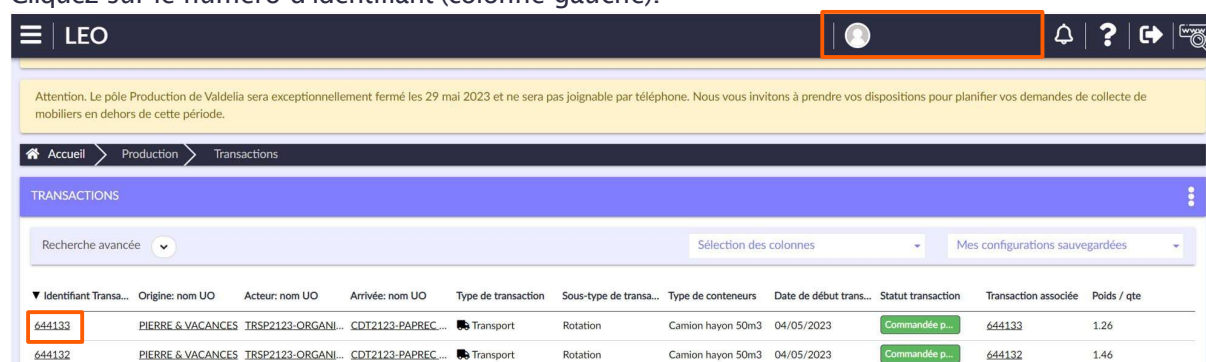 Cliquez sur le numéro d'identifiant (colonne gauche).
LEO
?
www
Attention. Le pôle Production de Valdelia sera exceptionnellement fermé les 29 mai 2023 et ne sera pas joignable par téléphone. Nous vous invitons à prendre vos dispositions pour planifier vos demandes de collecte de
mobiliers en dehors de cette période.
Accueil Production Transactions
TRANSACTIONS
Recherche avancée Sélection des colonnes Mes configurations sauvegardées
▼ Identifiant Transa... Origine: nom UO Acteur: nom UO Arrivée: nom UO Type de transaction Sous-type de transa... Type de conteneurs Date de début trans... Statut transaction Transaction associée Poids / qte
644133 PIERRE & VACANCES TRSP2123-ORGANI... CDT2123-PAPREC ... Transport Rotation Camion hayon 50m3 04/05/2023 Commandée p... 644133 1.26
644132 PIERRE & VACANCES TRSP2123-ORGANI... CDT2123-PAPREC ... Transport Rotation Camion hayon 50m3 04/05/2023 Commandée p... 644132 1.46